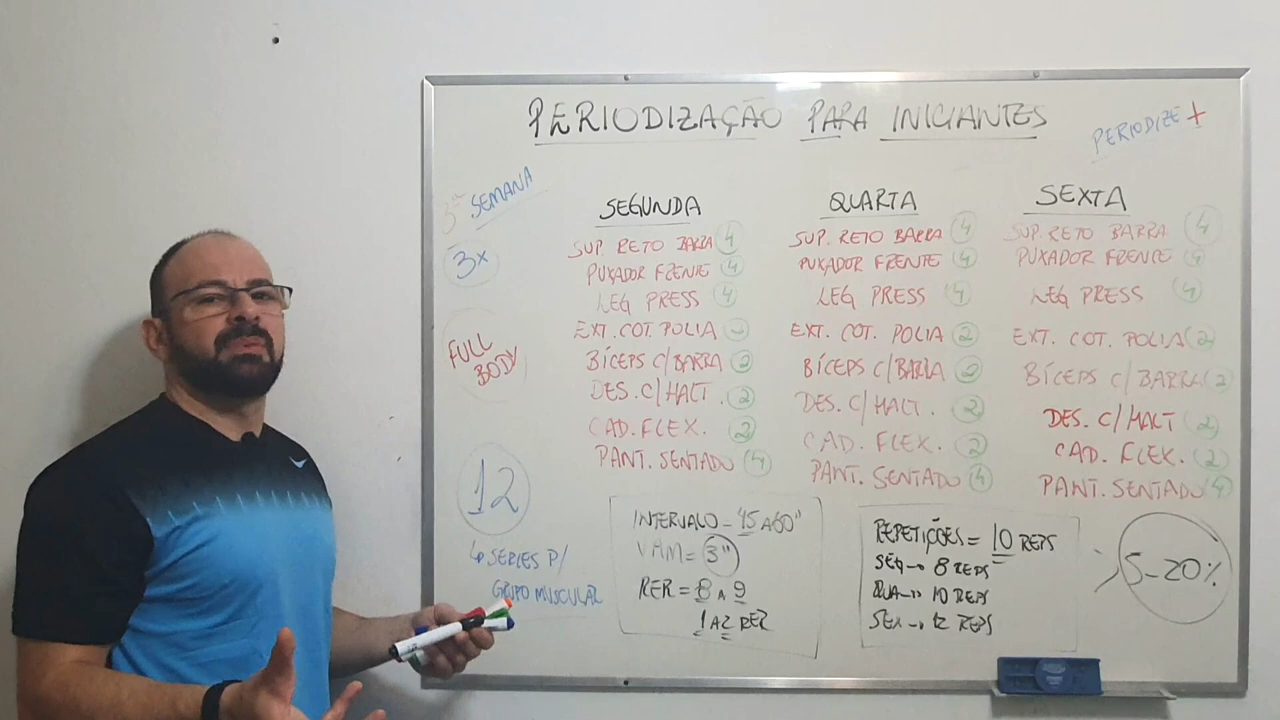 PERIODIZAÇÃO PARA INICIANTES
PERIODIZE +
3ª SEMANA
3x
FULL
BODY
12
↳ SÉRIES P/
GRUPO MUSCULAR
SEGUNDA
SUP. RETO BARRA 4
PUXADOR FRENTE 4
LEG PRESS 4
EXT. COT. POLIA
BÍCEPS C/BARRA 2
DES. C/HALT. 2
CAD. FLEX. 2
PANT. SENTADO 4
QUARTA
SUP. RETO BARRA 4
PUXADOR FRENTE 4
LEG PRESS 4
EXT. COT. POLIA 2
BÍCEPS C/BARRA 2
DES. C/HALT. 2
CAD. FLEX. 2
PANT. SENTADO 4
SEXTA
SUP. RETO BARRA 4
PUXADOR FRENTE 4
LEG PRESS 4
EXT. COT. POLIA 2
BÍCEPS C/BARRA 2
DES. C/HALT 2
CAD. FLEX. 2
PANT. SENTADO 4
INTERVALO - 45 A 60"
3"
RER = 8 A 9
1 A 2 RER
REPETIÇÕES = 10 REPS
SEG → 8 REPS
QUA → 10 REPS
SEX → 12 REPS
5-20%